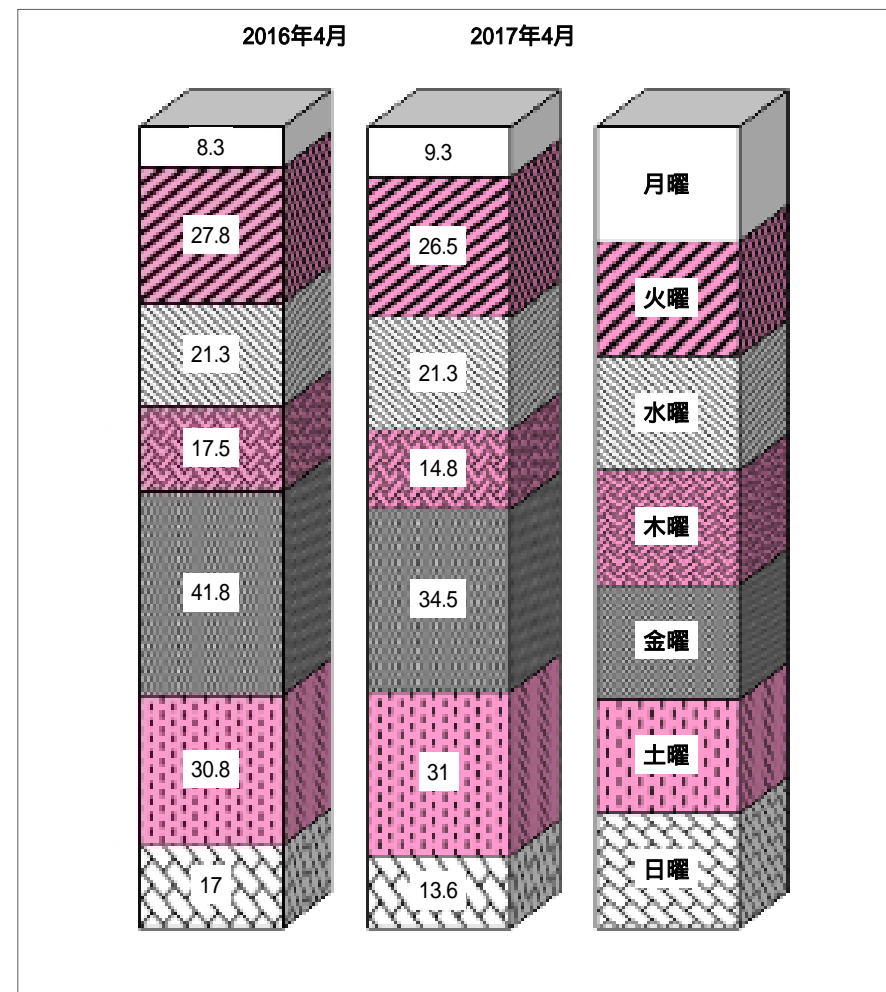 2016年4月 2017年4月
8.3 9.3 月曜
27.8 26.5 火曜
21.3 21.3 水曜
17.5 14.8 木曜
41.8 34.5 金曜
30.8 31 土曜
17 13.6 日曜